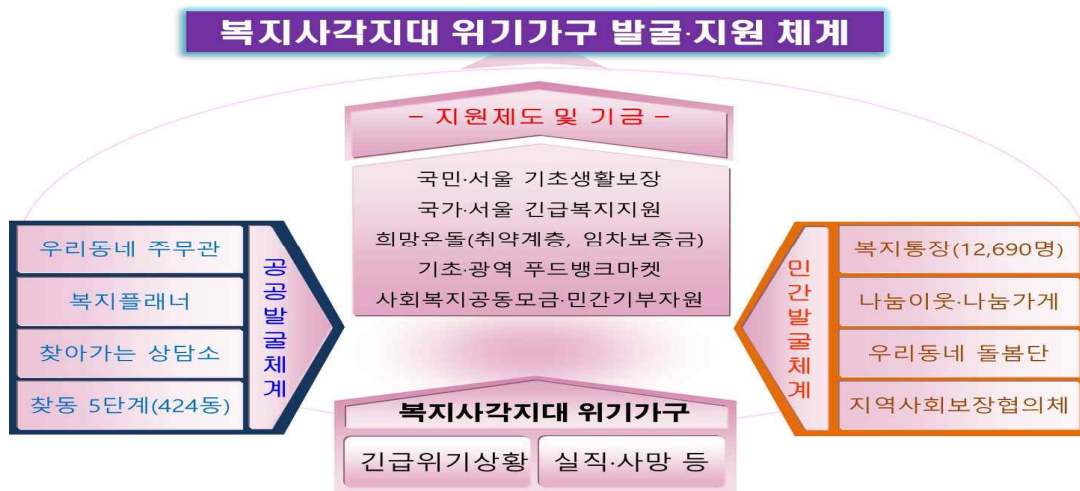 복지사각지대 위기가구 발굴·지원 체계
- 지원제도 및 기금 -
국민·서울 기초생활보장
국가·서울 긴급복지지원
희망온돌(취약계층, 임차보증금)
기초·광역 푸드뱅크마켓
사회복지공동모금·민간기부자원
우리동네 주무관
복지플래너
찾아가는 상담소
찾동 5단계(424동)
공공발굴체계
민간발굴체계
복지통장(12,690명)
나눔이웃·나눔가게
우리동네 돌봄단
지역사회보장협의체
복지사각지대 위기가구
긴급위기상황
실직·사망 등